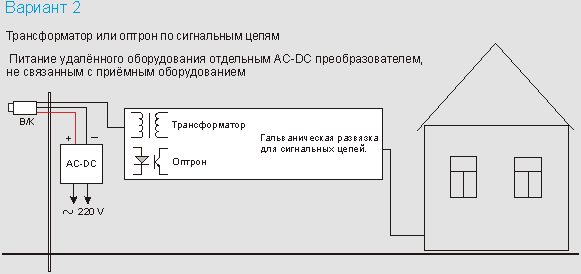 Вариант 2
Трансформатор или оптрон по сигнальным цепям
Питание удалённого оборудования отдельным AC-DC преобразователем,
не связанным с приёмным оборудованием
В/К
+ −
AC-DC
~ 220 V
Трансформатор
Оптрон
Гальваническая развязка
для сигнальных цепей.